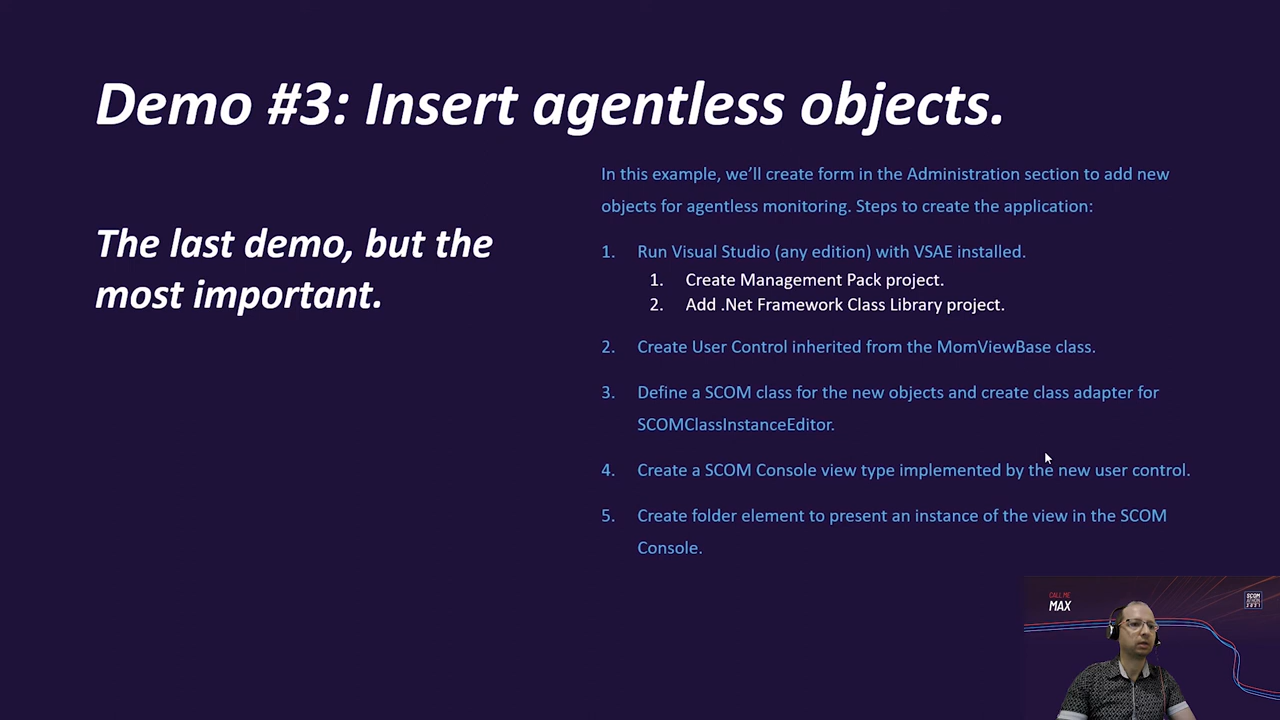 Demo #3: Insert agentless objects.
The last demo, but the
most important.
In this example, we’ll create form in the Administration section to add new
objects for agentless monitoring. Steps to create the application:
1. Run Visual Studio (any edition) with VSAE installed.
1. Create Management Pack project.
2. Add .Net Framework Class Library project.
2. Create User Control inherited from the MomViewBase class.
3. Define a SCOM class for the new objects and create class adapter for
SCOMClassInstanceEditor.
4. Create a SCOM Console view type implemented by the new user control.
5. Create folder element to present an instance of the view in the SCOM
Console.
CALL ME
MAX
SCOM
ATHON
2021